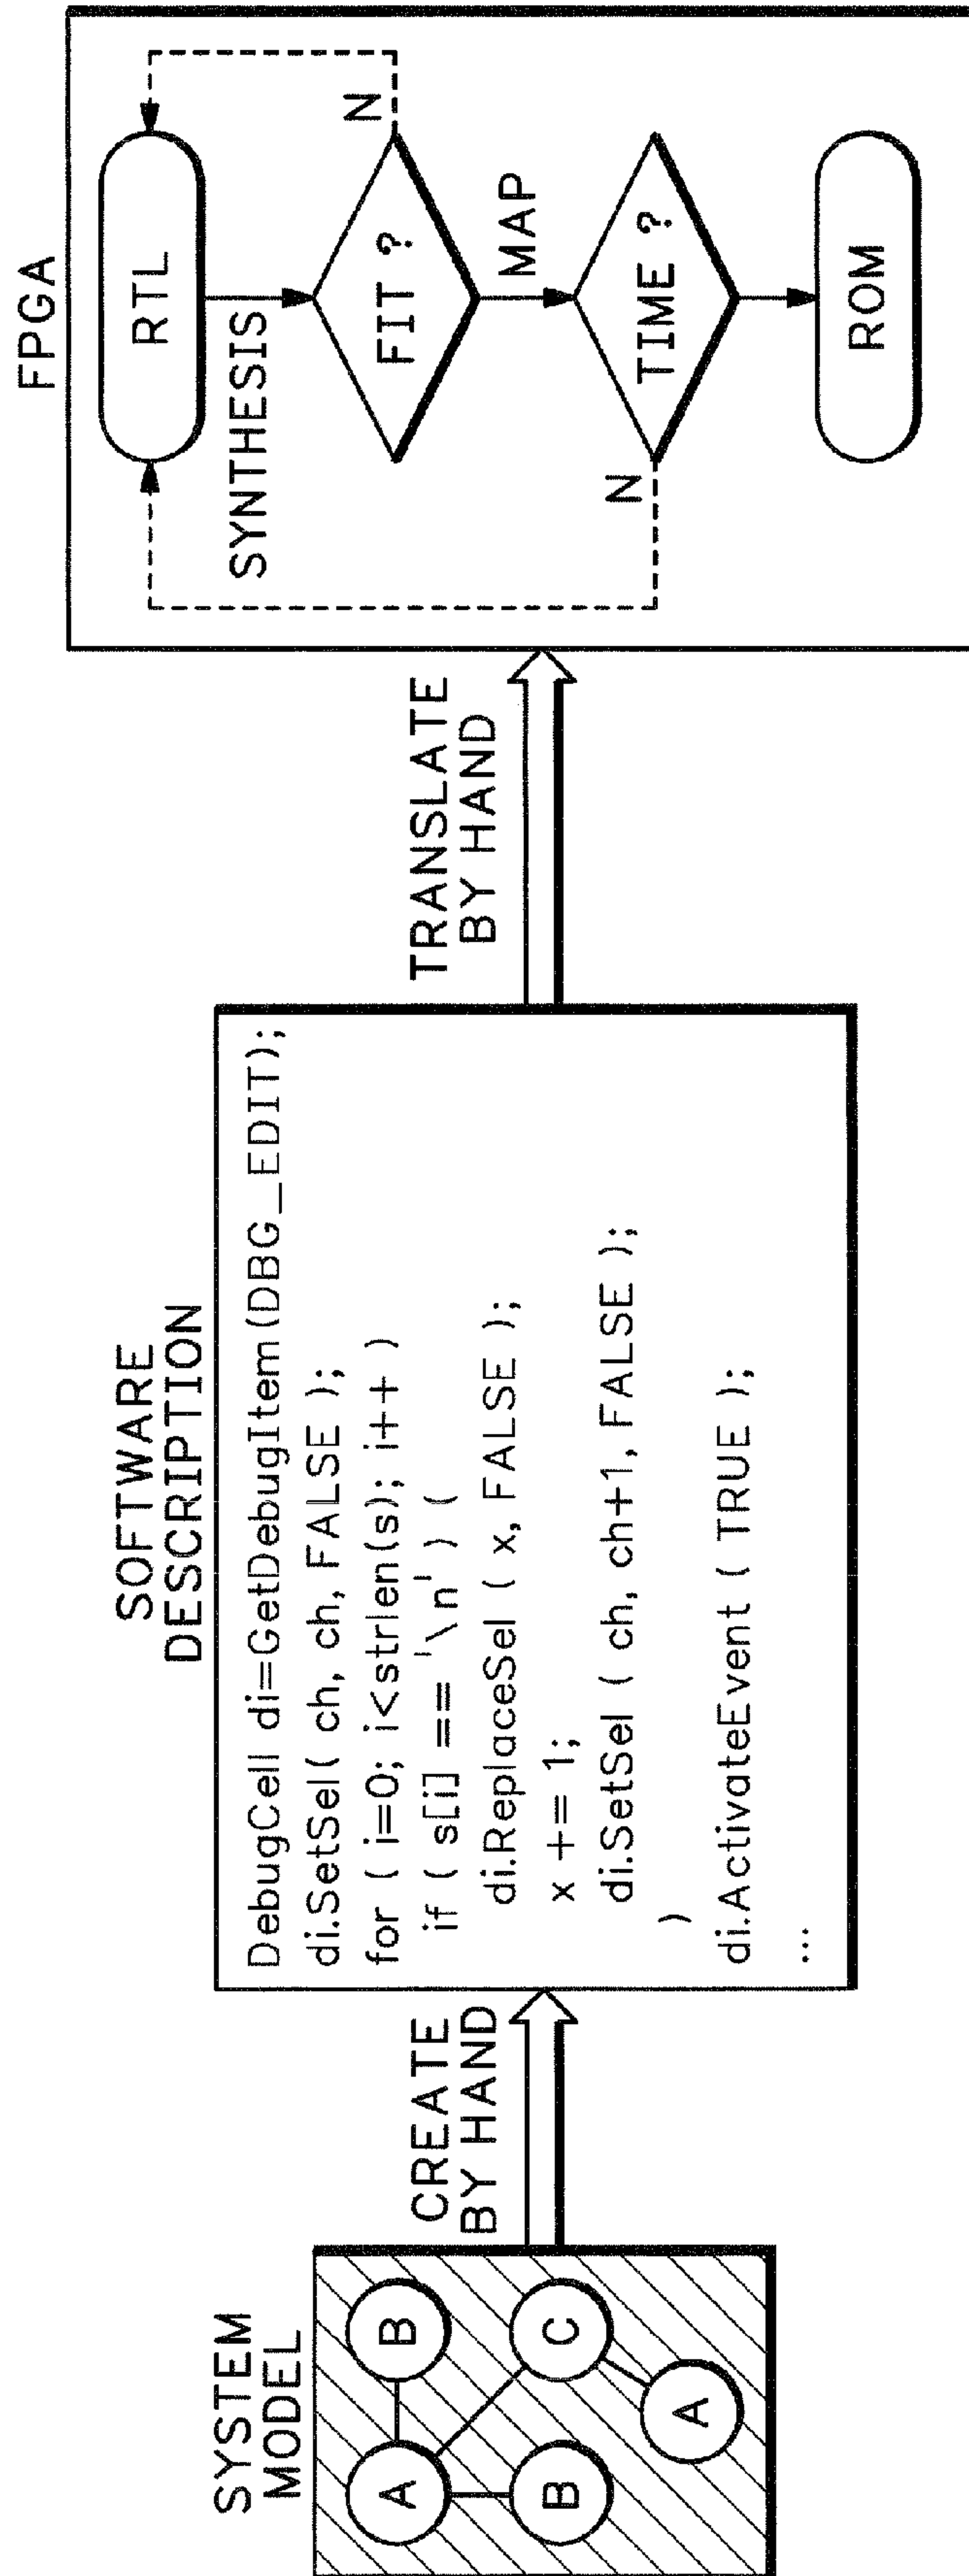 SYSTEM
MODEL
A
B
B
C
A
CREATE
BY HAND
SOFTWARE
DESCRIPTION
DebugCell di=GetDebugItem(DBG_EDIT);
di.SetSel( ch, ch, FALSE );
for ( i=0; i<strlen(s); i++ )
if ( s[i] == '\n' ) (
di.ReplaceSel ( x, FALSE );
x += 1;
di.SetSel ( ch, ch+1, FALSE );
)
di.ActivateEvent ( TRUE );
...
TRANSLATE
BY HAND
FPGA
RTL
SYNTHESIS
FIT ?
N
MAP
TIME ?
N
ROM